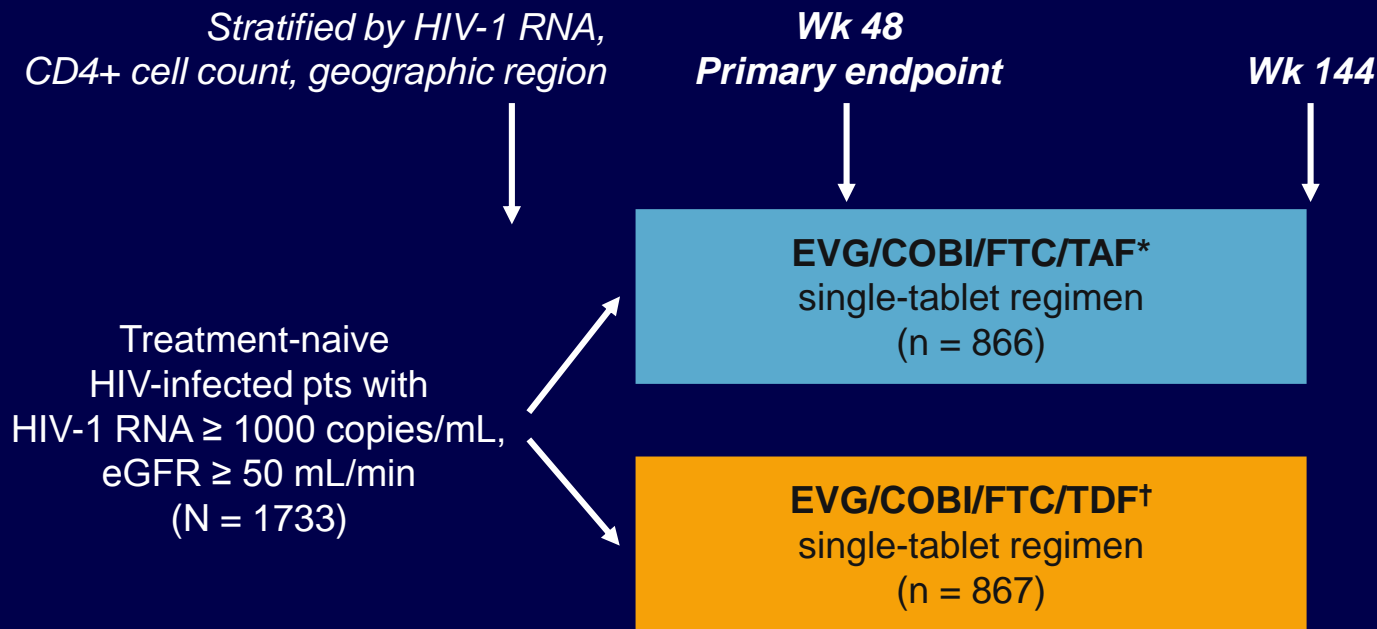 Stratified by HIV-1 RNA,
CD4+ cell count, geographic region
Wk 48
Primary endpoint
Wk 144
Treatment-naive
HIV-infected pts with
HIV-1 RNA ≥ 1000 copies/mL,
eGFR ≥ 50 mL/min
(N = 1733)
EVG/COBI/FTC/TAF*
single-tablet regimen
(n = 866)
EVG/COBI/FTC/TDF†
single-tablet regimen
(n = 867)